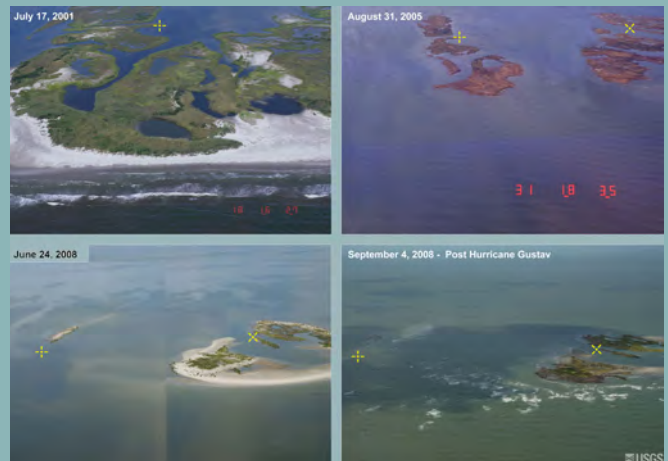 July 17, 2001
August 31, 2005
31 18 35
June 24, 2008
September 4, 2008 - Post Hurricane Gustav
USGS